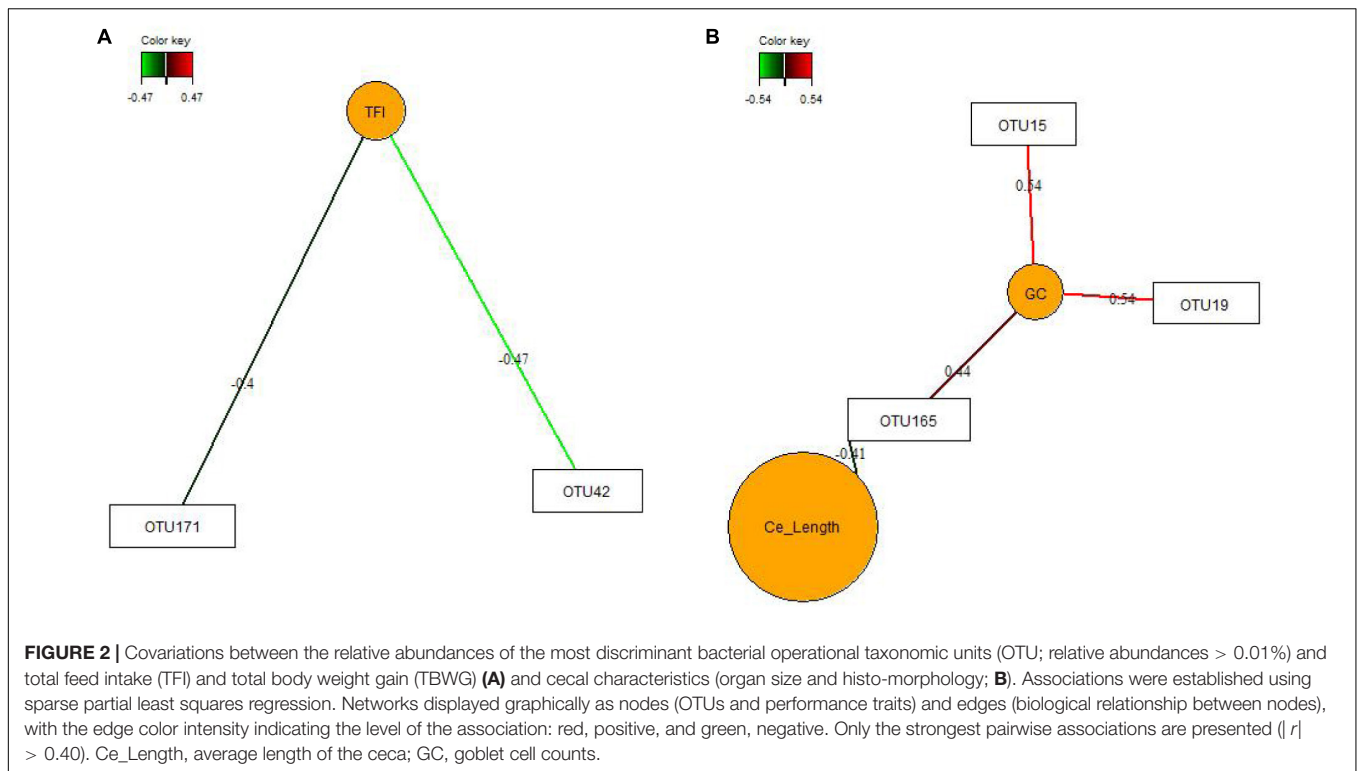 A
Color key
-0.47 0.47
TFI
-0.4
-0.47
OTU171
OTU42
B
Color key
-0.54 0.54
OTU15
0.54
GC
0.54
OTU19
0.44
OTU165
-0.41
Ce_Length
FIGURE 2 | Covariations between the relative abundances of the most discriminant bacterial operational taxonomic units (OTU; relative abundances > 0.01%) and
total feed intake (TFI) and total body weight gain (TBWG) (A) and cecal characteristics (organ size and histo-morphology; B). Associations were established using
sparse partial least squares regression. Networks displayed graphically as nodes (OTUs and performance traits) and edges (biological relationship between nodes),
with the edge color intensity indicating the level of the association: red, positive, and green, negative. Only the strongest pairwise associations are presented (| r |
> 0.40). Ce_Length, average length of the ceca; GC, goblet cell counts.